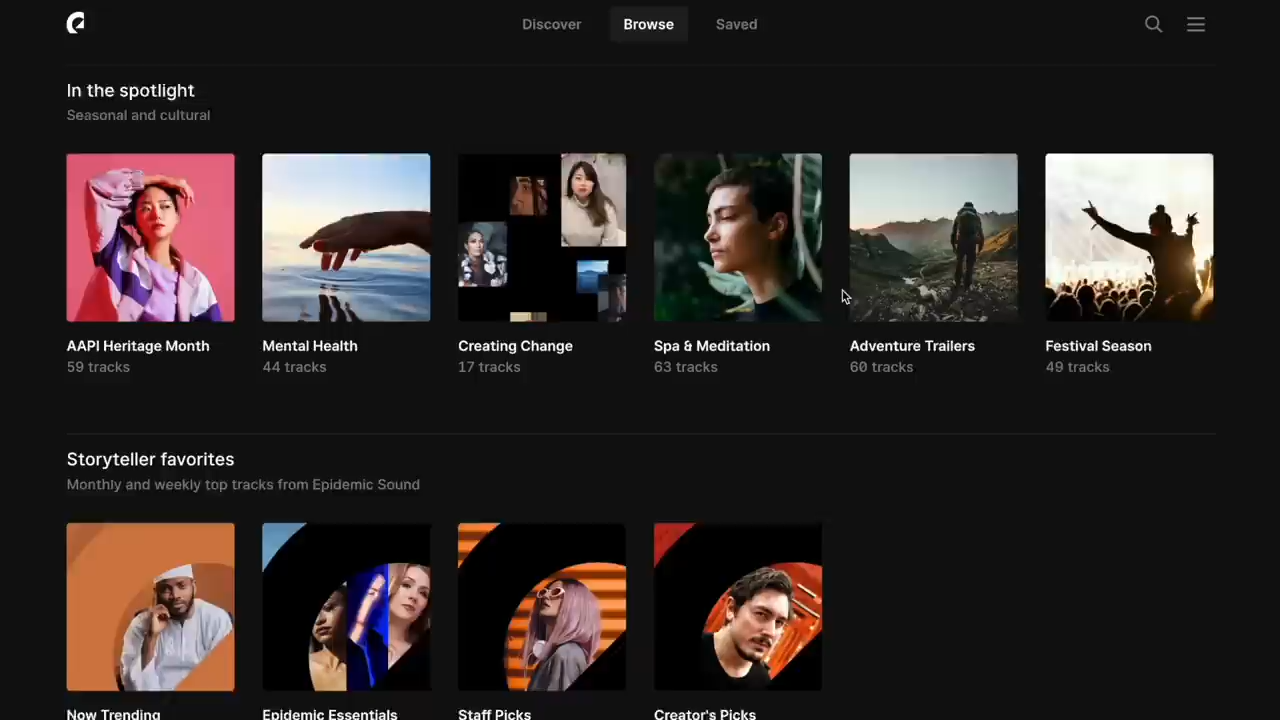 Discover
Browse
Saved
In the spotlight
Seasonal and cultural
AAPI Heritage Month
59 tracks
Mental Health
44 tracks
Creating Change
17 tracks
Spa & Meditation
63 tracks
Adventure Trailers
60 tracks
Festival Season
49 tracks
Storyteller favorites
Monthly and weekly top tracks from Epidemic Sound
Now Trending
Epidemic Essentials
Staff Picks
Creator's Picks